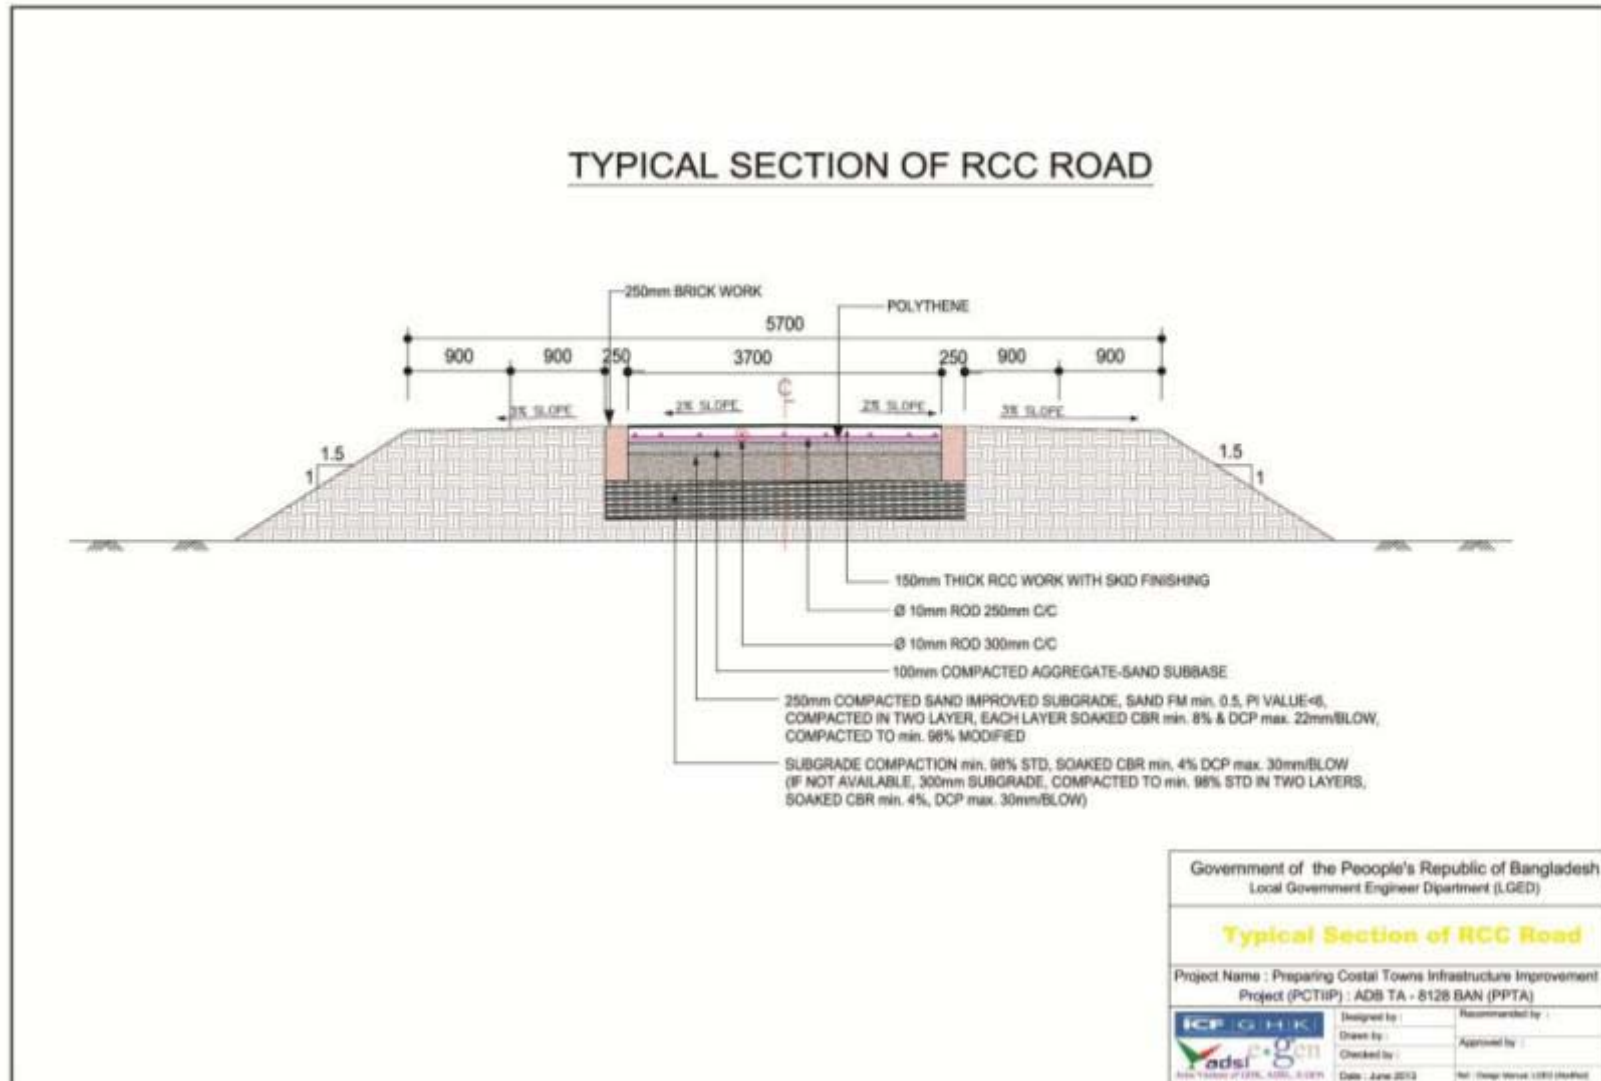 TYPICAL SECTION OF RCC ROAD
250mm BRICK WORK
POLYTHENE
5700
900 900 250 3700 250 900 900
3% SLOPE 2% SLOPE 2% SLOPE 3% SLOPE
1.5 1.5
1 1
150mm THICK RCC WORK WITH SKID FINISHING
Ø 10mm ROD 250mm C/C
Ø 10mm ROD 300mm C/C
100mm COMPACTED AGGREGATE-SAND SUBBASE
250mm COMPACTED SAND IMPROVED SUBGRADE, SAND FM min. 0.5, PI VALUE<6,
COMPACTED IN TWO LAYER, EACH LAYER SOAKED CBR min. 8% & DCP max. 22mm/BLOW,
COMPACTED TO min. 98% MODIFIED
SUBGRADE COMPACTION min. 98% STD, SOAKED CBR min. 4% DCP max. 30mm/BLOW
(IF NOT AVAILABLE, 300mm SUBGRADE, COMPACTED TO min. 98% STD IN TWO LAYERS,
SOAKED CBR min. 4%, DCP max. 30mm/BLOW)
Government of the Peoople's Republic of Bangladesh
Local Government Engineer Dipartment (LGED)
Typical Section of RCC Road
Project Name : Preparing Costal Towns Infrastructure Improvement
Project (PCTIIP) : ADB TA - 8128 BAN (PPTA)
ICF GHK
adsl e.gen
Designed by :
Drawn by :
Checked by :
Date : June 2013
Recommanded by :
Approved by :